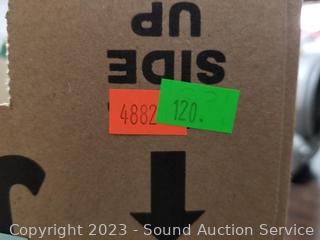 UP
SIDE
4882
120.
Copyright 2023 - Sound Auction Service